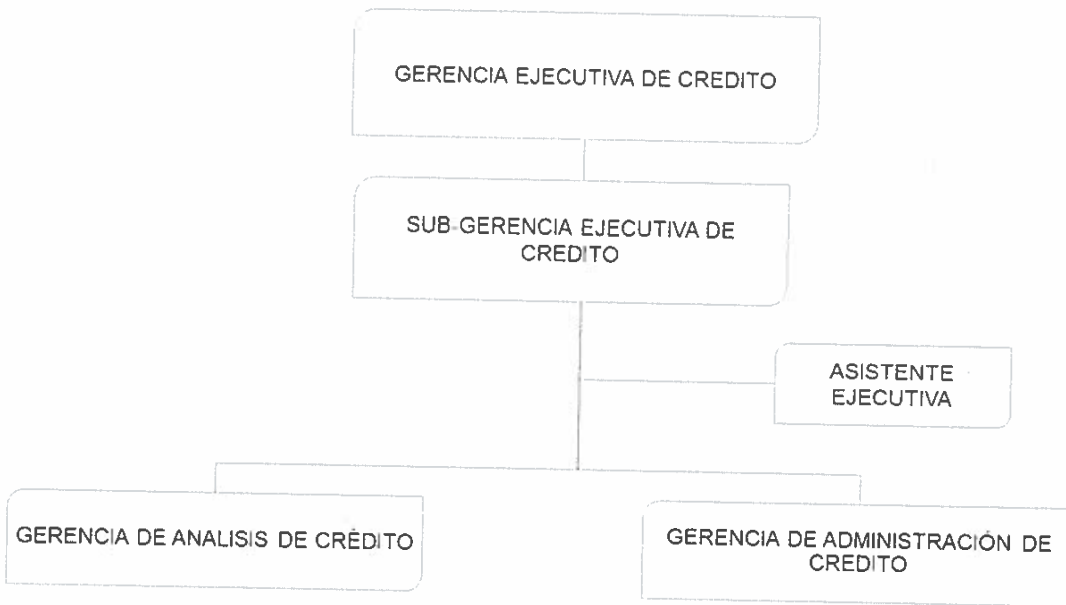 GERENCIA EJECUTIVA DE CREDITO
SUB-GERENCIA EJECUTIVA DE
CREDITO
ASISTENTE
EJECUTIVA
GERENCIA DE ANALISIS DE CRÉDITO
GERENCIA DE ADMINISTRACIÓN DE
CREDITO